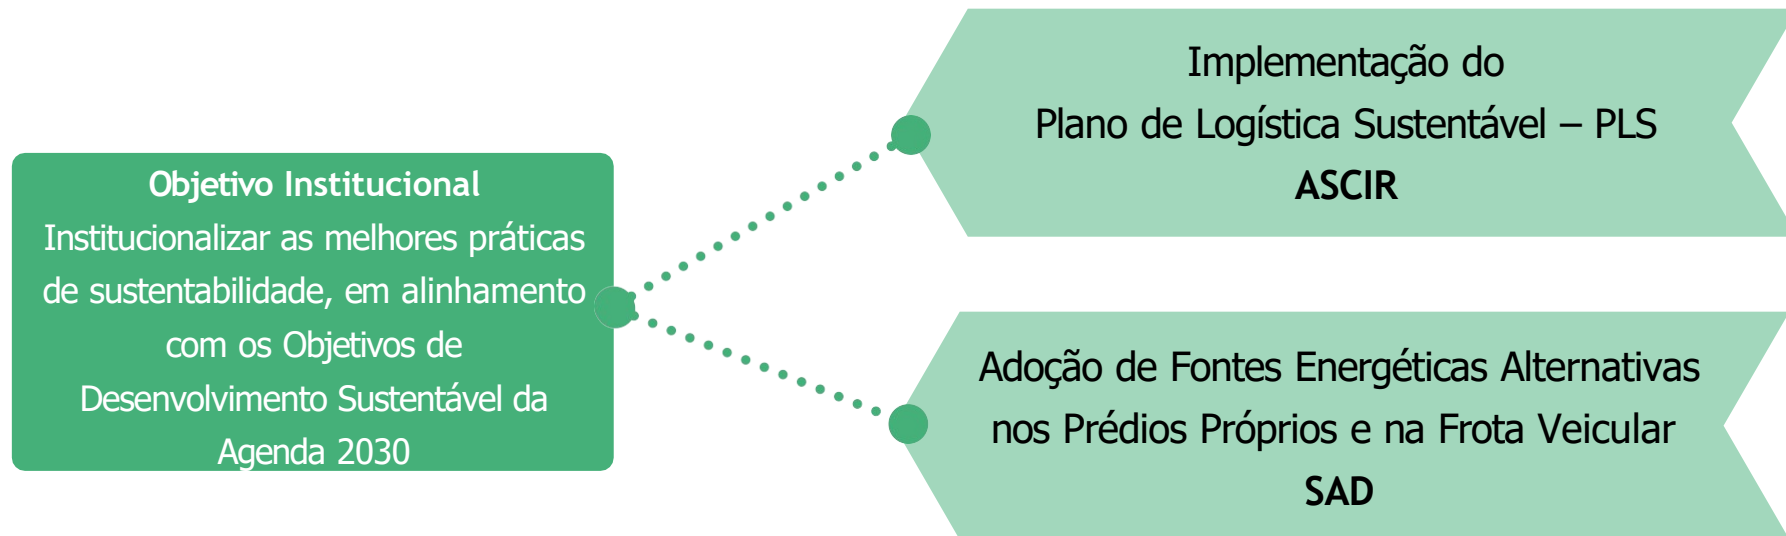 Objetivo Institucional
Institucionalizar as melhores práticas
de sustentabilidade, em alinhamento
com os Objetivos de
Desenvolvimento Sustentável da
Agenda 2030
Implementação do
Plano de Logística Sustentável – PLS
ASCIR
Adoção de Fontes Energéticas Alternativas
nos Prédios Próprios e na Frota Veicular
SAD